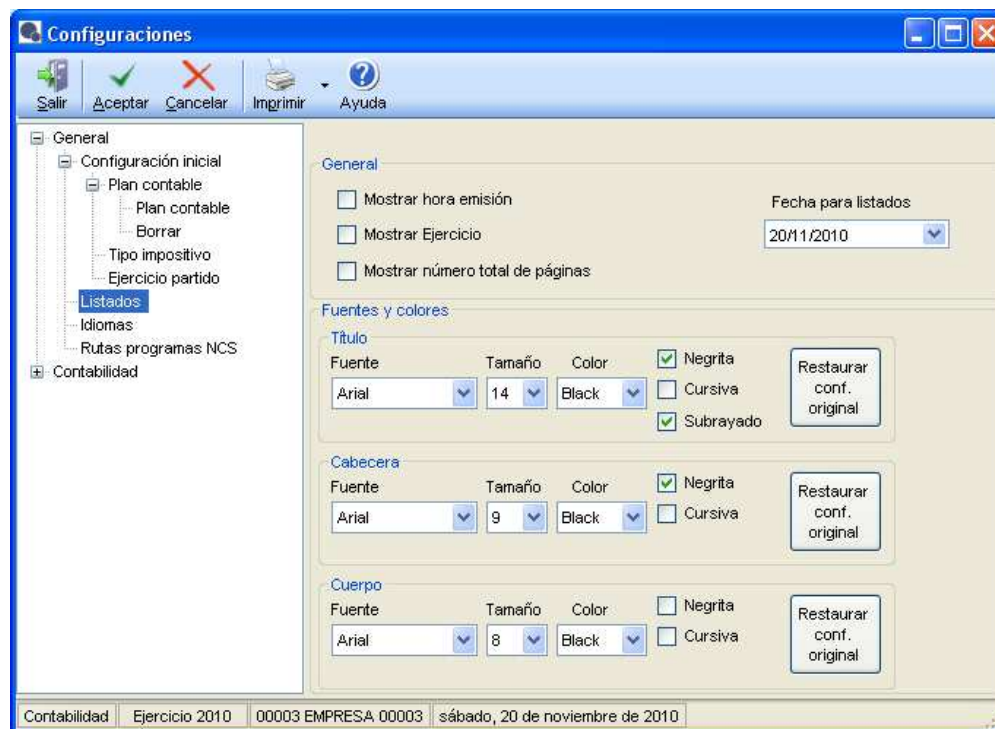 Configuraciones
Salir Aceptar Cancelar Imprimir Ayuda
General
Configuración inicial
Plan contable
Plan contable
Borrar
Tipo impositivo
Ejercicio partido
Listados
Idiomas
Rutas programas NCS
Contabilidad
General
Mostrar hora emisión
Mostrar Ejercicio
Mostrar número total de páginas
Fecha para listados
20/11/2010
Fuentes y colores
Título
Fuente Tamaño Color
Arial 14 Black
Negrita
Cursiva
Subrayado
Restaurar
conf.
original
Cabecera
Fuente Tamaño Color
Arial 9 Black
Negrita
Cursiva
Restaurar
conf.
original
Cuerpo
Fuente Tamaño Color
Arial 8 Black
Negrita
Cursiva
Restaurar
conf.
original
Contabilidad Ejercicio 2010 00003 EMPRESA 00003 sábado, 20 de noviembre de 2010